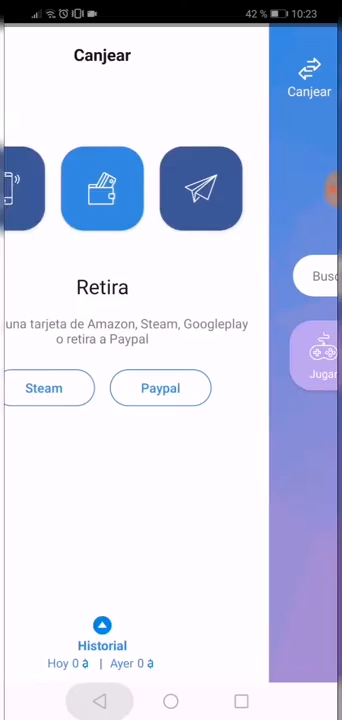 42 % 10:23
Canjear
Canjear
Busc
Retira
una tarjeta de Amazon, Steam, Googleplay
o retira a Paypal
Jugar
Steam
Paypal
Historial
Hoy 0 | Ayer 0